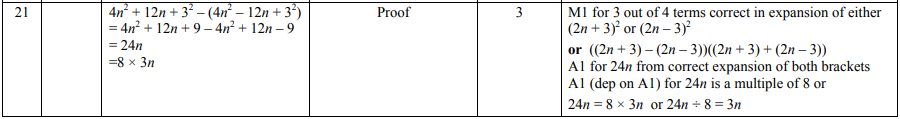 21
4n² + 12n + 3² – (4n² – 12n + 3²)
= 4n² + 12n + 9 – 4n² + 12n – 9
= 24n
=8 × 3n
Proof
3
M1 for 3 out of 4 terms correct in expansion of either
(2n + 3)² or (2n – 3)²
or ((2n + 3) – (2n – 3))((2n + 3) + (2n – 3))
A1 for 24n from correct expansion of both brackets
A1 (dep on A1) for 24n is a multiple of 8 or
24n = 8 × 3n or 24n ÷ 8 = 3n